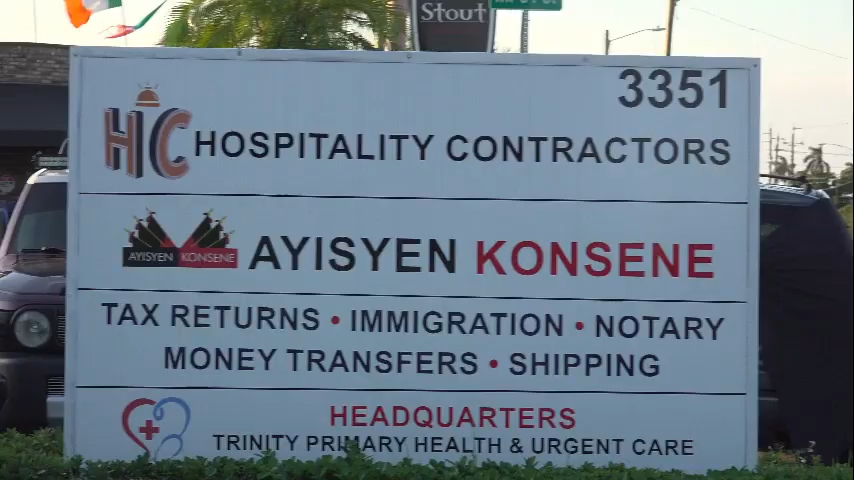 Stout
3351
HC HOSPITALITY CONTRACTORS
AYISYEN KONSENE
AYISYEN KONSENE
TAX RETURNS • IMMIGRATION • NOTARY
MONEY TRANSFERS • SHIPPING
HEADQUARTERS
TRINITY PRIMARY HEALTH & URGENT CARE